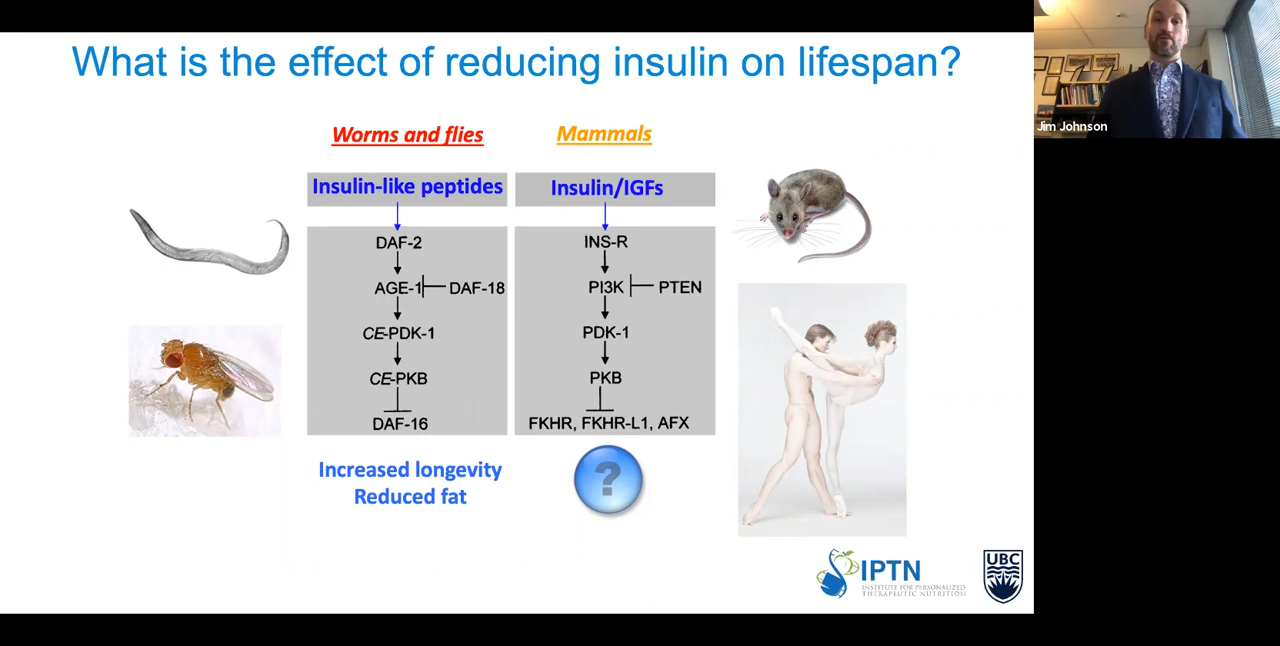 What is the effect of reducing insulin on lifespan?
Jim Johnson
Worms and flies
Mammals
Insulin-like peptides
Insulin/IGFs
DAF-2
INS-R
AGE-1
DAF-18
PI3K
PTEN
CE-PDK-1
PDK-1
CE-PKB
PKB
DAF-16
FKHR, FKHR-L1, AFX
Increased longevity
Reduced fat
?
IPTN
INSTITUTE FOR PERSONALIZED
THERAPEUTIC NUTRITION
UBC